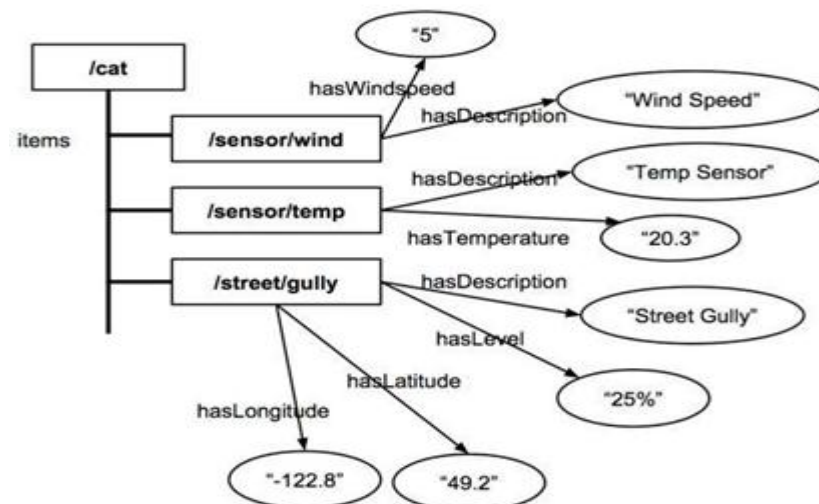 "5"
/cat
hasWindspeed
"Wind Speed"
hasDescription
items
/sensor/wind
"Temp Sensor"
hasDescription
/sensor/temp
hasTemperature
"20.3"
/street/gully
hasDescription
"Street Gully"
hasLevel
hasLatitude
"25%"
hasLongitude
"-122.8"
"49.2"